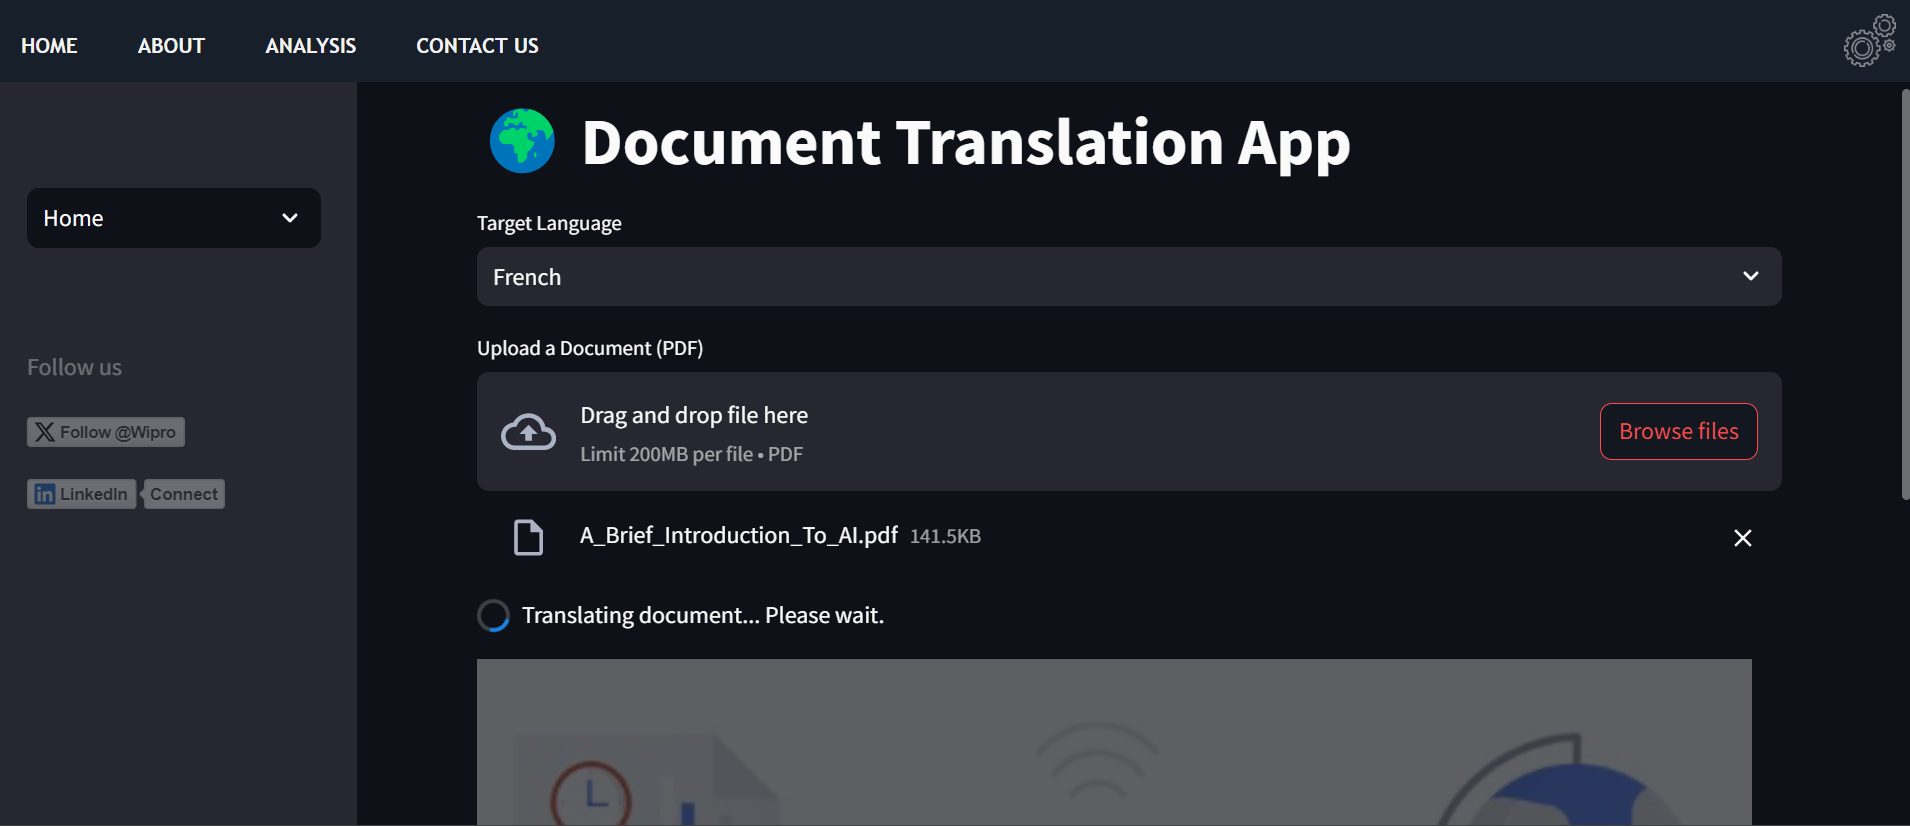 HOME
ABOUT
ANALYSIS
CONTACT US
Home
Follow us
Follow @Wipro
in LinkedIn
Connect
Document Translation App
Target Language
French
Upload a Document (PDF)
Drag and drop file here
Limit 200MB per file • PDF
Browse files
A_Brief_Introduction_To_AI.pdf 141.5KB
Translating document... Please wait.